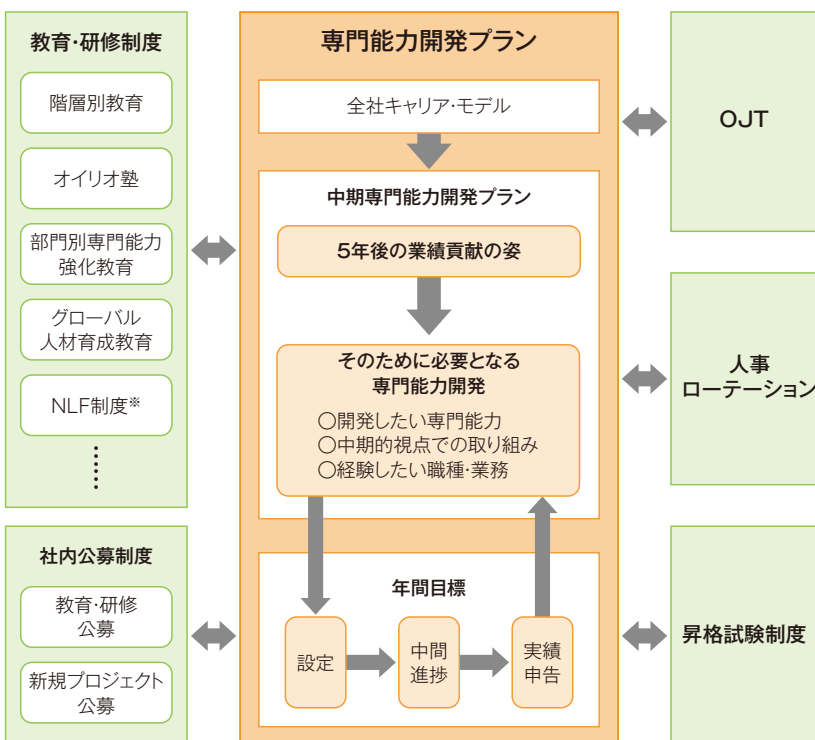 教育・研修制度
階層別教育
オイリオ塾
部門別専門能力
強化教育
グローバル
人材育成教育
NLF制度※
社内公募制度
教育・研修
公募
新規プロジェクト
公募
専門能力開発プラン
全社キャリア・モデル
中期専門能力開発プラン
5年後の業績貢献の姿
そのために必要となる
専門能力開発
〇開発したい専門能力
〇中期的視点での取り組み
〇経験したい職種・業務
年間目標
設定
中間
進捗
実績
申告
OJT
人事
ローテーション
昇格試験制度